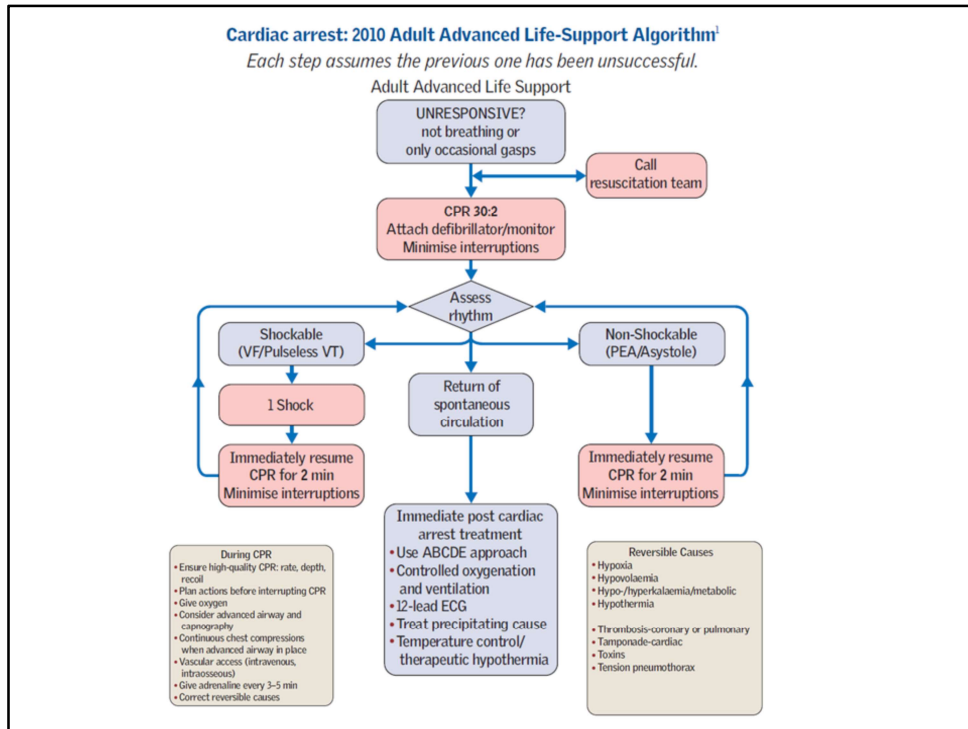 Cardiac arrest: 2010 Adult Advanced Life-Support Algorithm¹
Each step assumes the previous one has been unsuccessful.
Adult Advanced Life Support
UNRESPONSIVE?
not breathing or
only occasional gasps
Call
resuscitation team
CPR 30:2
Attach defibrillator/monitor
Minimise interruptions
Assess
rhythm
Shockable
(VF/Pulseless VT)
Non-Shockable
(PEA/Asystole)
1 Shock
Return of
spontaneous
circulation
Immediately resume
CPR for 2 min
Minimise interruptions
Immediately resume
CPR for 2 min
Minimise interruptions
Immediate post cardiac
arrest treatment
• Use ABCDE approach
• Controlled oxygenation
and ventilation
• 12-lead ECG
• Treat precipitating cause
• Temperature control/
therapeutic hypothermia
During CPR
• Ensure high-quality CPR: rate, depth,
recoil
• Plan actions before interrupting CPR
• Give oxygen
• Consider advanced airway and
capnography
• Continuous chest compressions
when advanced airway in place
• Vascular access (intravenous,
intraosseous)
• Give adrenaline every 3–5 min
• Correct reversible causes
Reversible Causes
• Hypoxia
• Hypovolaemia
• Hypo-/hyperkalaemia/metabolic
• Hypothermia
• Thrombosis-coronary or pulmonary
• Tamponade-cardiac
• Toxins
• Tension pneumothorax